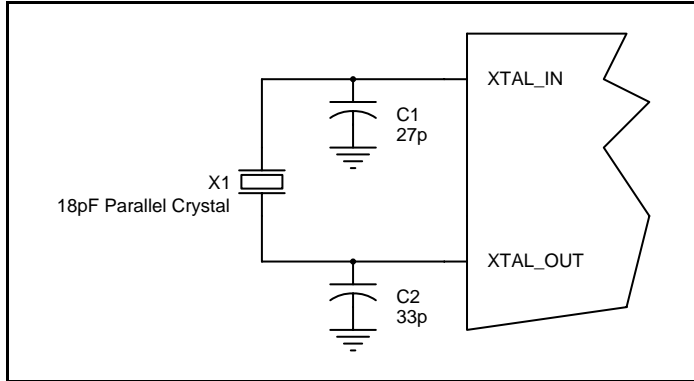 XTAL_IN
C1
27p
X1
18pF Parallel Crystal
XTAL_OUT
C2
33p